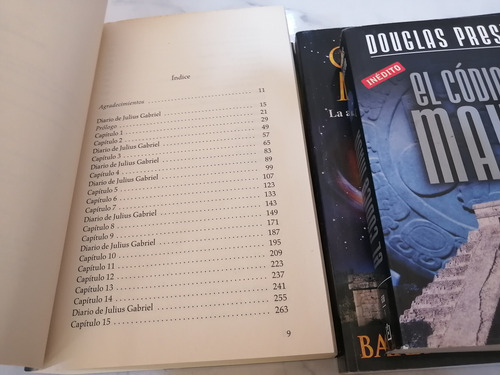 Índice
Agradecimientos 11
Diario de Julius Gabriel 15
Prólogo 21
Capítulo 1 29
Capítulo 2 49
Diario de Julius Gabriel 57
Capítulo 3 65
Diario de Julius Gabriel 83
Capítulo 4 89
Diario de Julius Gabriel 99
Capítulo 5 107
Capítulo 6 123
Capítulo 7 133
Diario de Julius Gabriel 143
Capítulo 8 149
Capítulo 9 171
Diario de Julius Gabriel 187
Capítulo 10 195
Capítulo 11 209
Capítulo 12 223
Capítulo 13 237
Capítulo 14 241
Diario de Julius Gabriel 255
Capítulo 15 263
9
La
BA
DOUGLAS PRES
INÉDITO
EL CÓD
MA